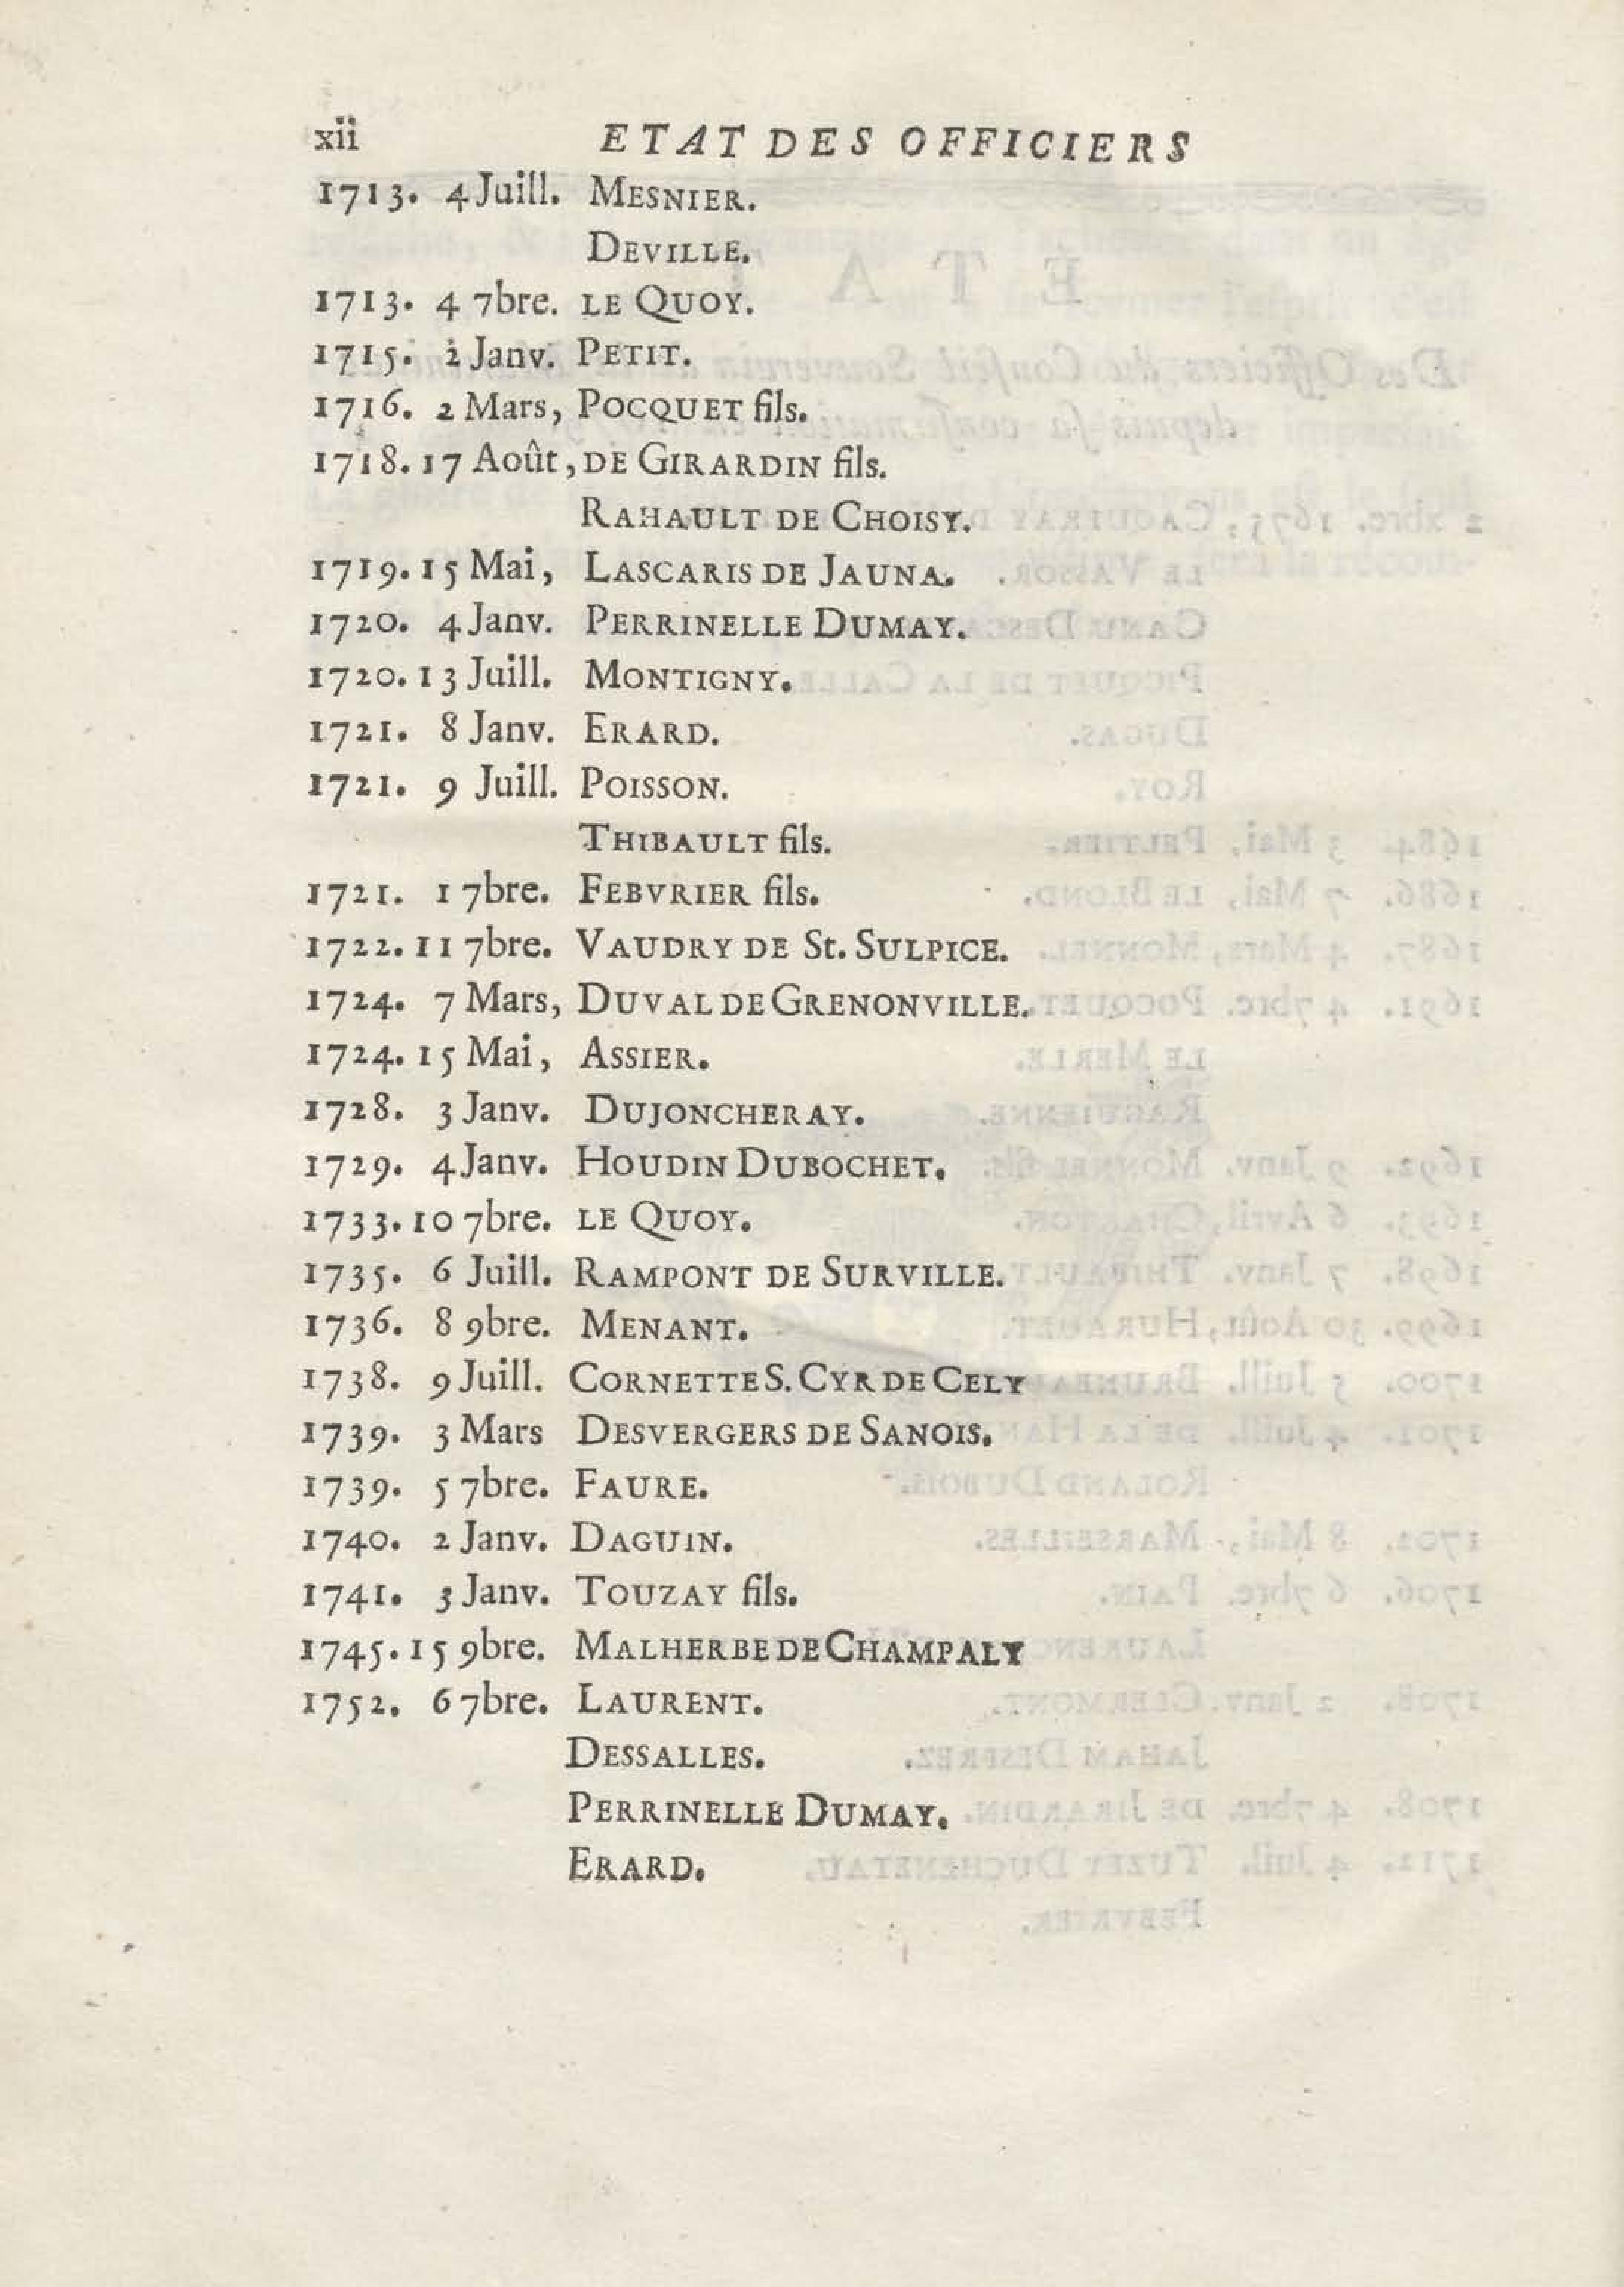 xii ETAT DES OFFICIERS
1713. 4 Juill. MESNIER.
DEVILLE.
1713. 4 7bre. LE QUOY.
1715. 2 Janv. PETIT.
1716. 2 Mars, POCQUET fils.
1718. 17 Août, DE GIRARDIN fils.
RAHAULT DE CHOISY.
1719. 15 Mai, LASCARIS DE JAUNA.
1720. 4 Janv. PERRINELLE DUMAY.
1720. 13 Juill. MONTIGNY.
1721. 8 Janv. ERARD.
1721. 9 Juill. POISSON.
THIBAULT fils.
1721. 1 7bre. FEBVRIER fils.
1722. 11 7bre. VAUDRY DE St. SULPICE.
1724. 7 Mars, DUVAL DE GRENONVILLE.
1724. 15 Mai, ASSIER.
1728. 3 Janv. DUJONCHERAY.
1729. 4 Janv. HOUDIN DUBOCHET.
1733. 10 7bre. LE QUOY.
1735. 6 Juill. RAMPONT DE SURVILLE.
1736. 8 9bre. MENANT.
1738. 9 Juill. CORNETTE S. CYR DE CELY
1739. 3 Mars DESVERGERS DE SANOIS.
1739. 5 7bre. FAURE.
1740. 2 Janv. DAGUIN.
1741. 3 Janv. TOUZAY fils.
1745. 15 9bre. MALHERBE DE CHAMPALY
1752. 6 7bre. LAURENT.
DESSALLES.
PERRINELLE DUMAY.
ERARD.